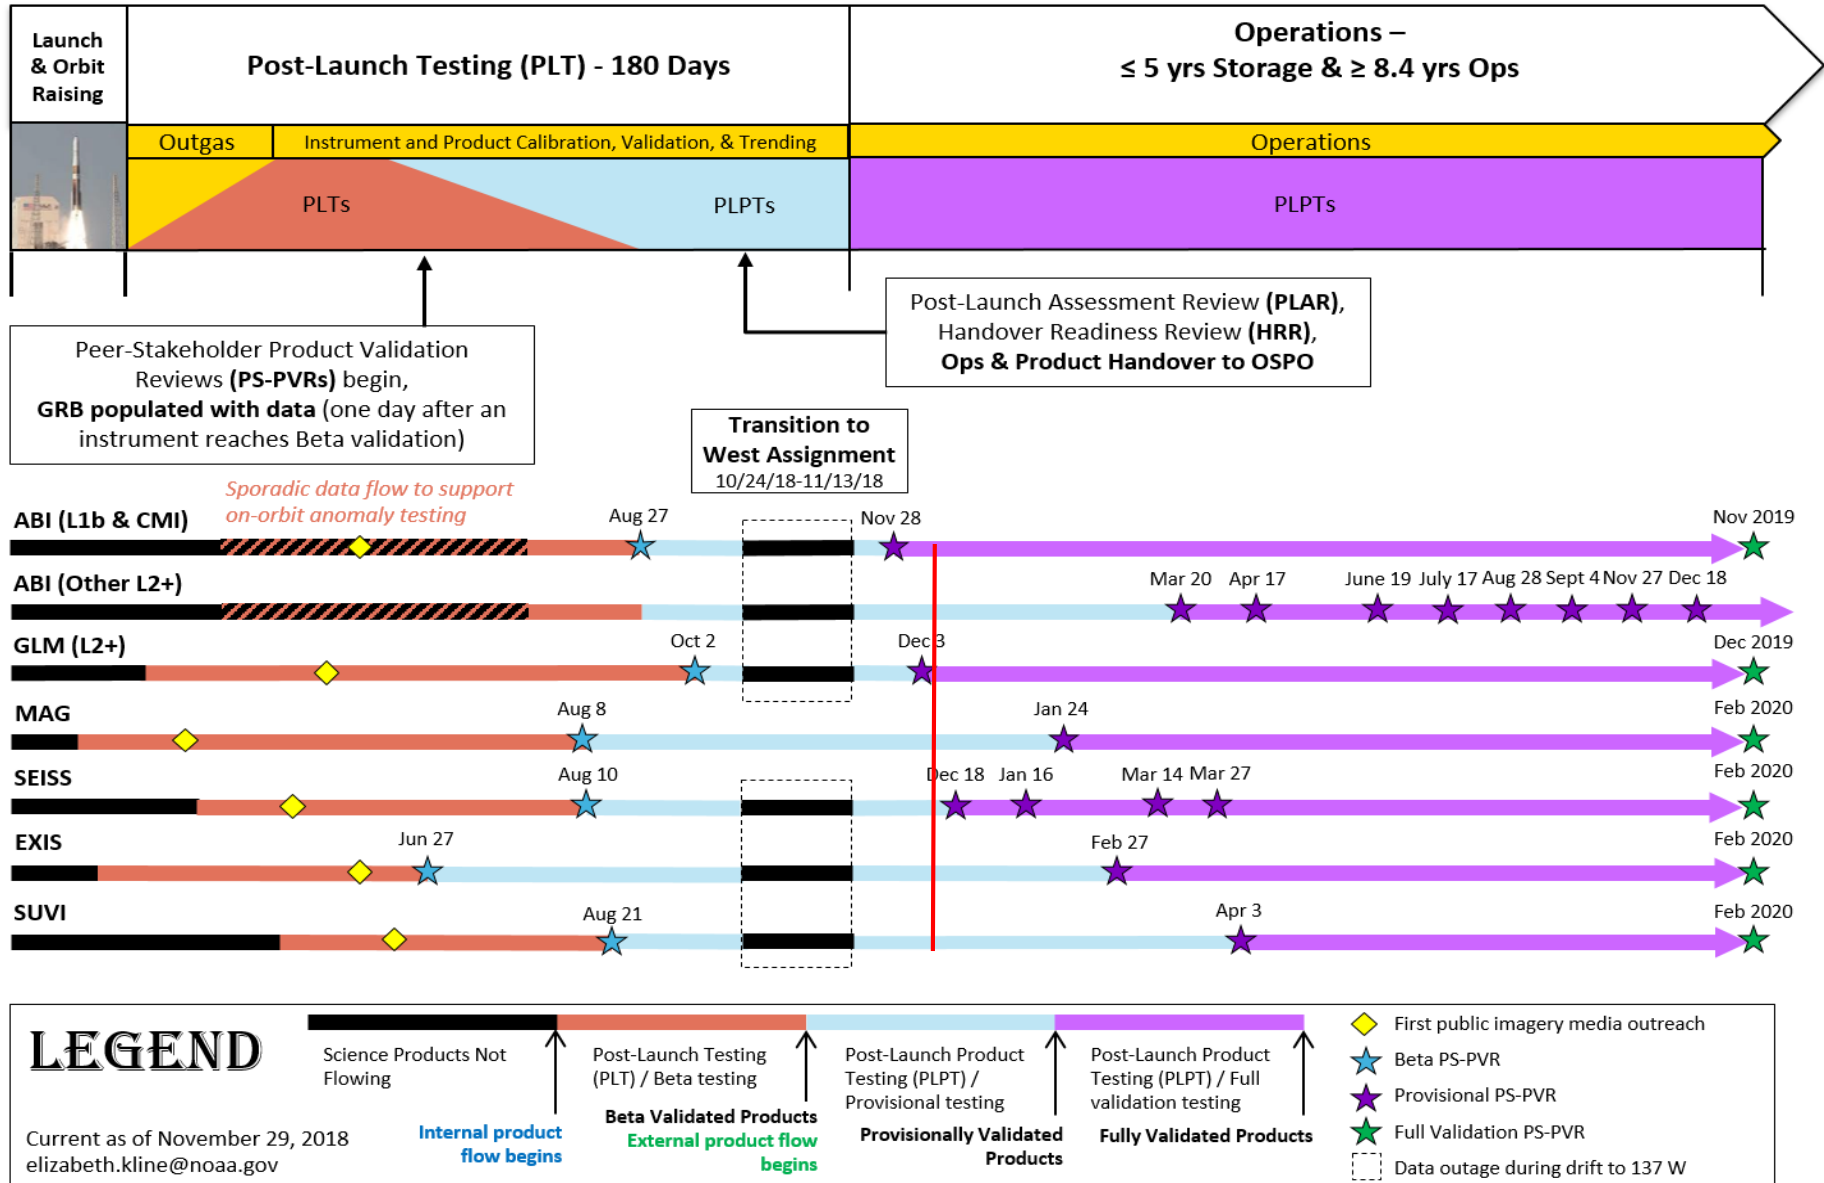 Launch
& Orbit
Raising
Post-Launch Testing (PLT) - 180 Days
Operations –
≤ 5 yrs Storage & ≥ 8.4 yrs Ops
Outgas
Instrument and Product Calibration, Validation, & Trending
Operations
PLTs
PLPTs
PLPTs
Peer-Stakeholder Product Validation
Reviews (PS-PVRs) begin,
GRB populated with data (one day after an
instrument reaches Beta validation)
Post-Launch Assessment Review (PLAR),
Handover Readiness Review (HRR),
Ops & Product Handover to OSPO
Transition to
West Assignment
10/24/18-11/13/18
Sporadic data flow to support
on-orbit anomaly testing
ABI (L1b & CMI)
Aug 27
Nov 28
Nov 2019
ABI (Other L2+)
Mar 20
Apr 17
June 19
July 17
Aug 28
Sept 4
Nov 27
Dec 18
GLM (L2+)
Oct 2
Dec 3
Dec 2019
MAG
Aug 8
Jan 24
Feb 2020
SEISS
Aug 10
Dec 18
Jan 16
Mar 14
Mar 27
Feb 2020
EXIS
Jun 27
Feb 27
Feb 2020
SUVI
Aug 21
Apr 3
Feb 2020
LEGEND
Current as of November 29, 2018
elizabeth.kline@noaa.gov
Science Products Not
Flowing
Internal product
flow begins
Post-Launch Testing
(PLT) / Beta testing
Beta Validated Products
External product flow
begins
Post-Launch Product
Testing (PLPT) /
Provisional testing
Provisionally Validated
Products
Post-Launch Product
Testing (PLPT) / Full
validation testing
Fully Validated Products
First public imagery media outreach
Beta PS-PVR
Provisional PS-PVR
Full Validation PS-PVR
Data outage during drift to 137 W